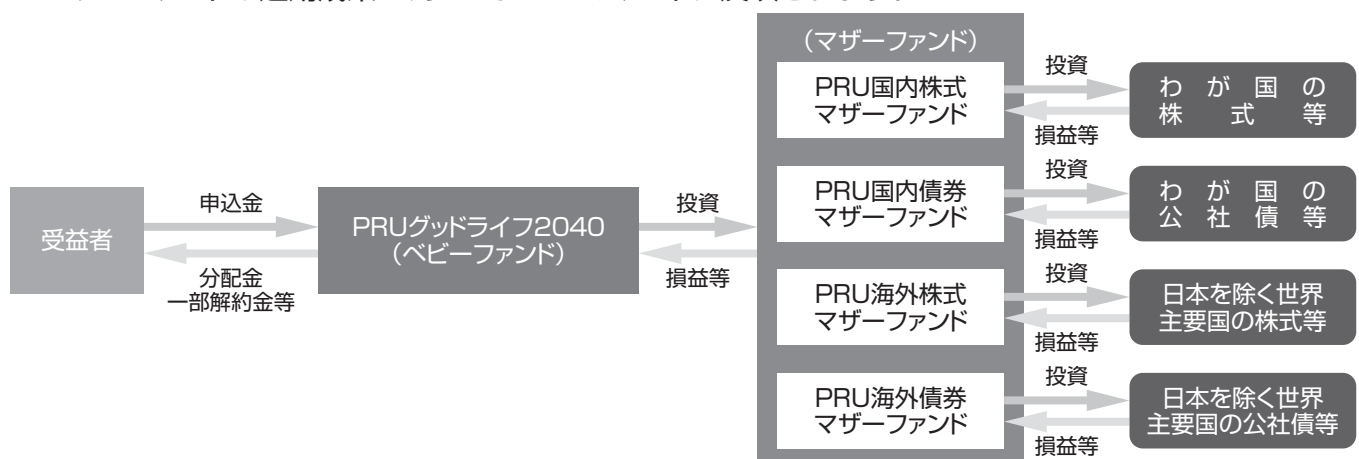 (マザーファンド)
PRU国内株式
マザーファンド
投資
損益等
わが国の
株式等
PRU国内債券
マザーファンド
投資
損益等
わが国の
公社債等
受益者
申込金
分配金
一部解約金等
PRUグッドライフ2040
(ベビーファンド)
投資
損益等
PRU海外株式
マザーファンド
投資
損益等
日本を除く世界
主要国の株式等
PRU海外債券
マザーファンド
投資
損益等
日本を除く世界
主要国の公社債等